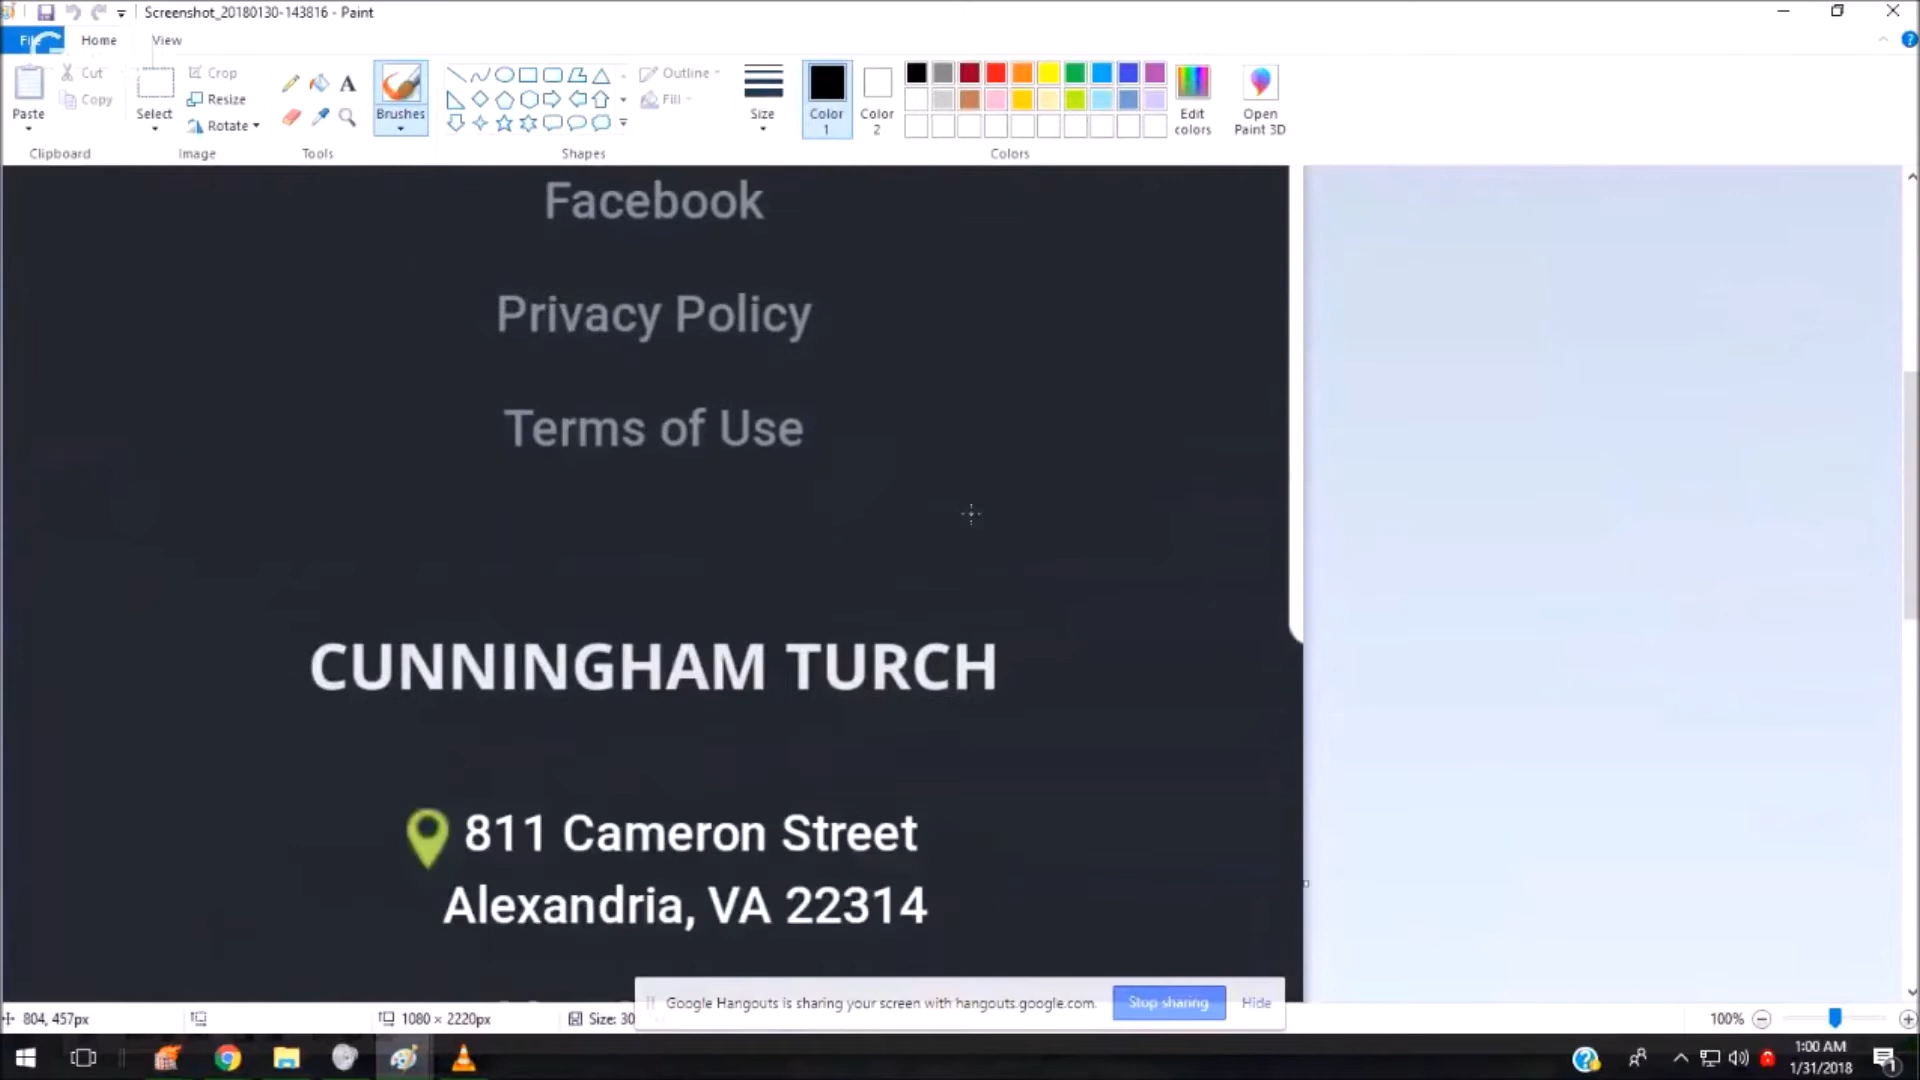 Screenshot_20180130-143816 - Paint
File Home View
Paste
Cut
Copy
Clipboard
Select
Crop
Resize
Rotate
Image
Tools
Brushes
Shapes
Outline
Fill
Size
Color 1
Color 2
Colors
Edit colors
Open Paint 3D
Facebook
Privacy Policy
Terms of Use
CUNNINGHAM TURCH
811 Cameron Street
Alexandria, VA 22314
Google Hangouts is sharing your screen with hangouts.google.com.
Stop sharing
Hide
804, 457px
1080 × 2220px
Size: 30
100%
1:00 AM
1/31/2018